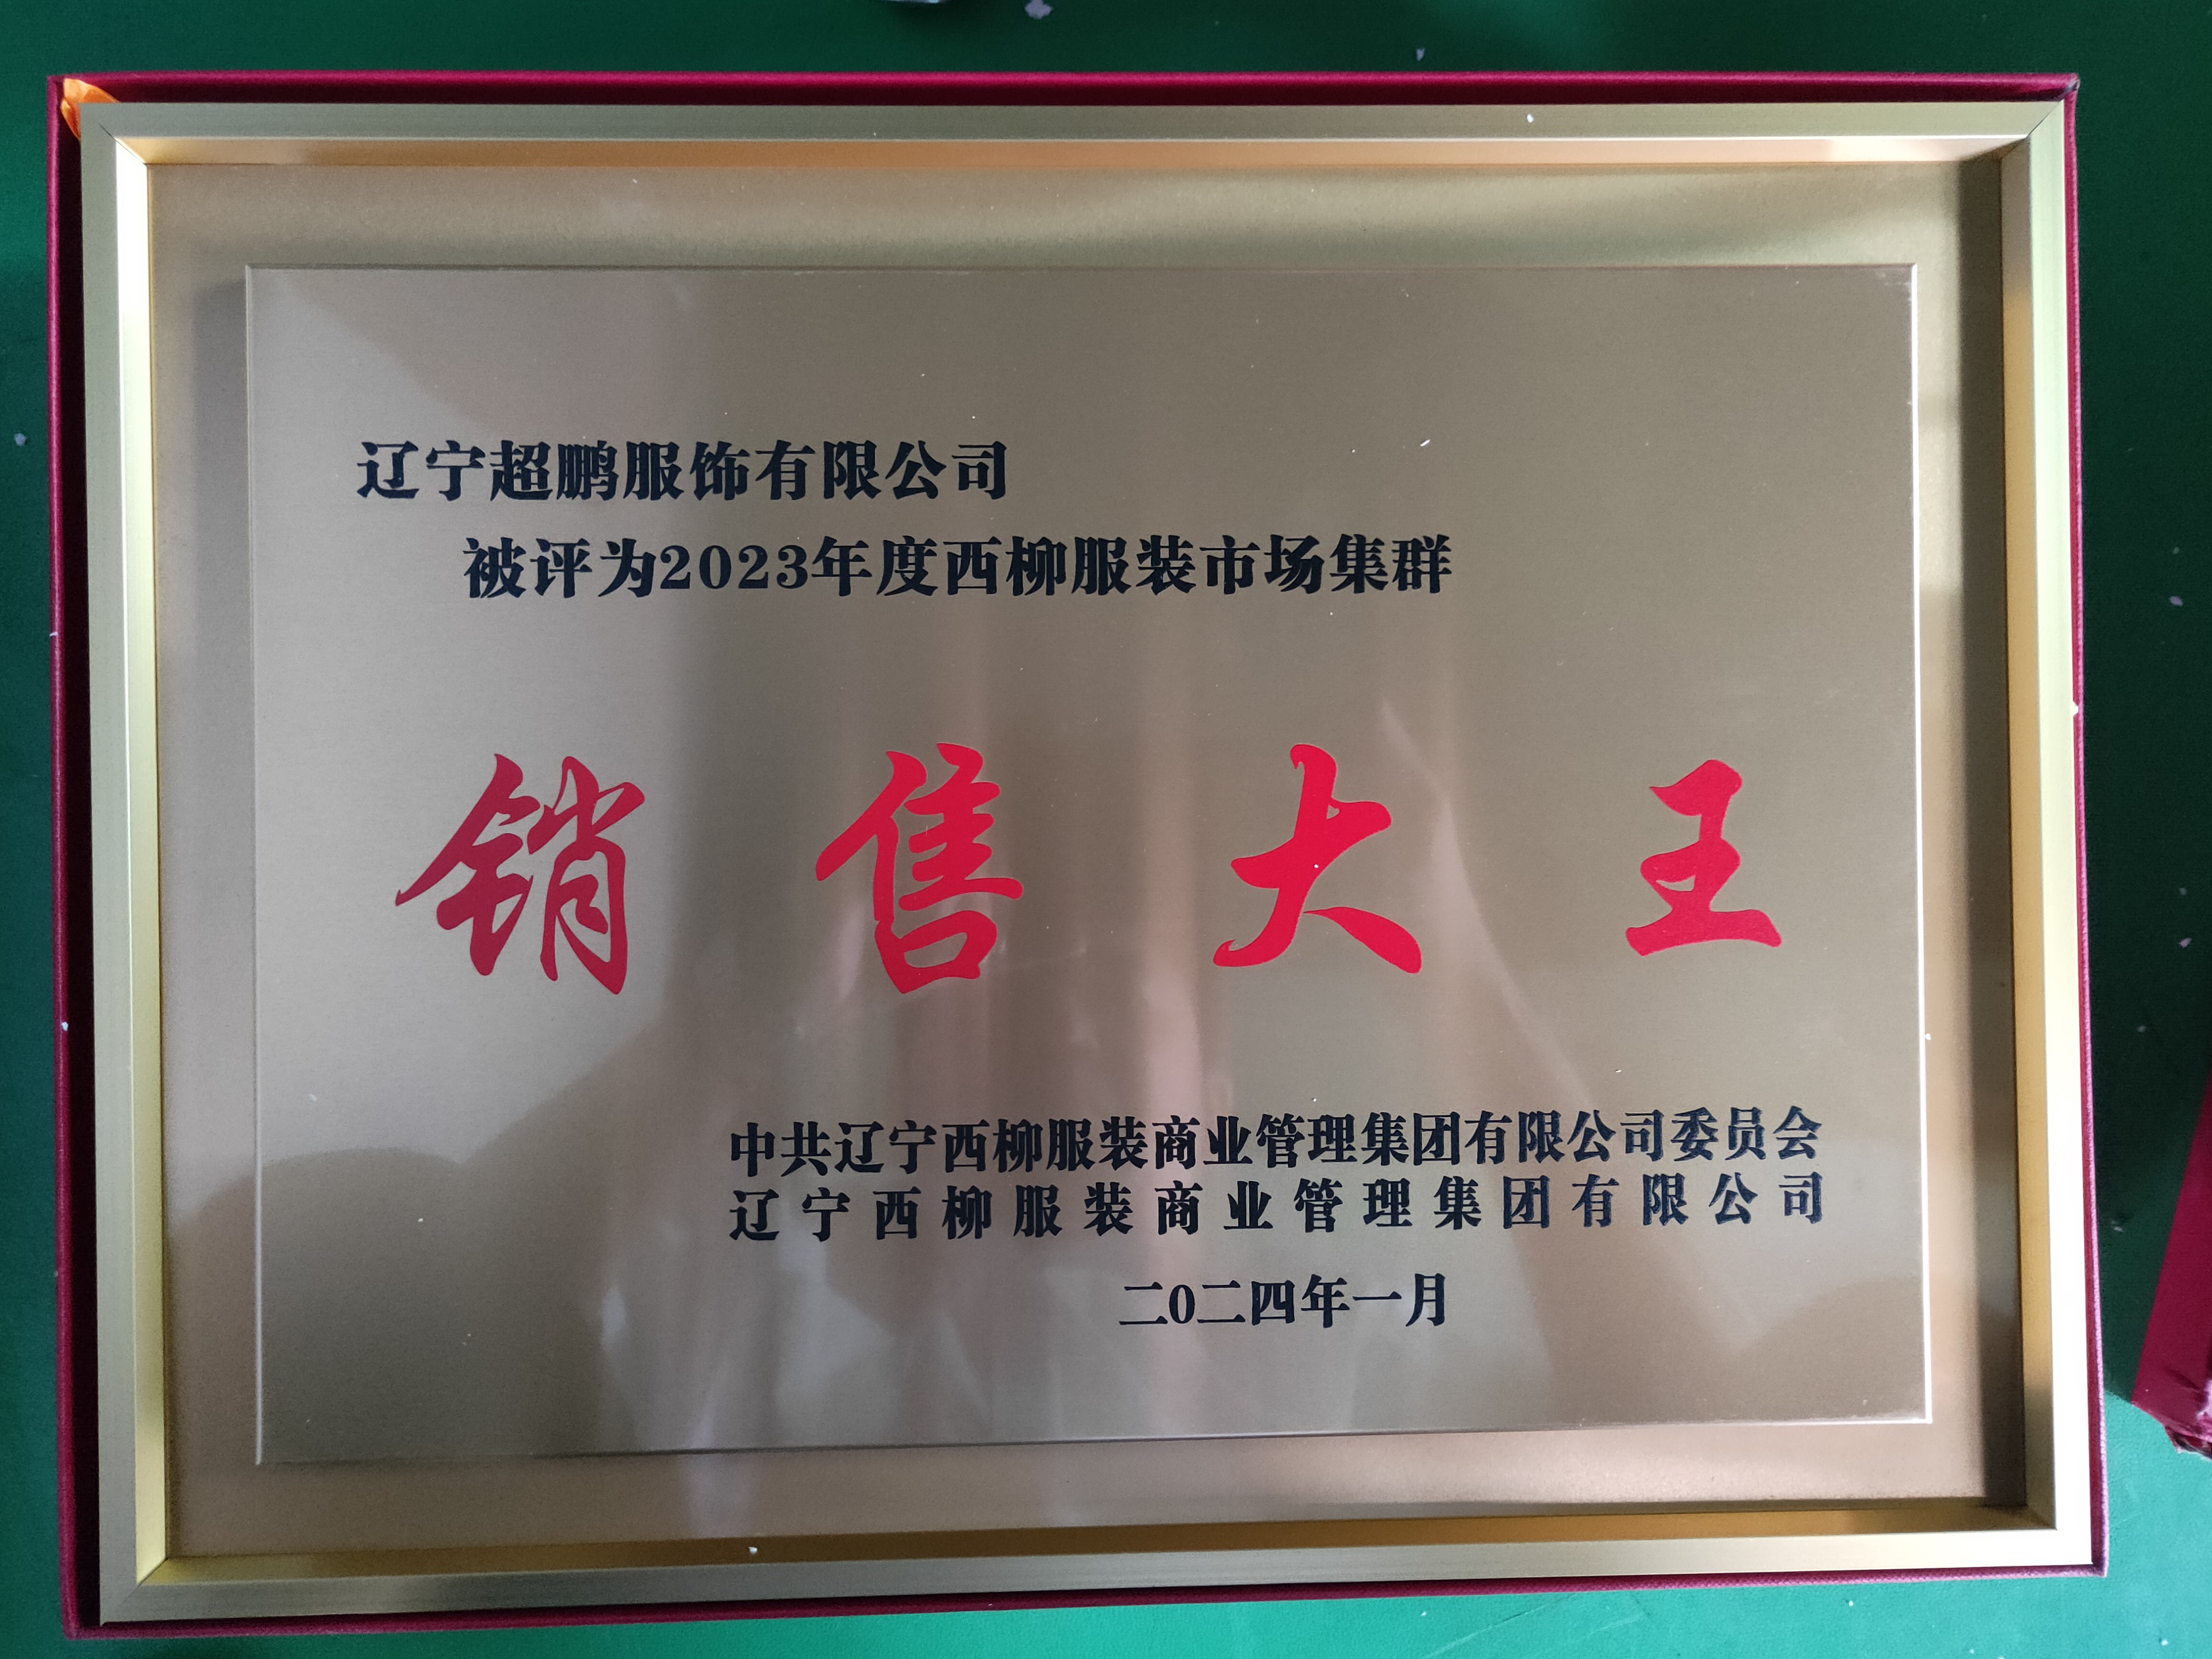 辽宁超鹏服饰有限公司
被评为2023年度西柳服装市场集群
销售大王
中共辽宁西柳服装商业管理集团有限公司委员会
辽宁西柳服装商业管理集团有限公司
二0二四年一月